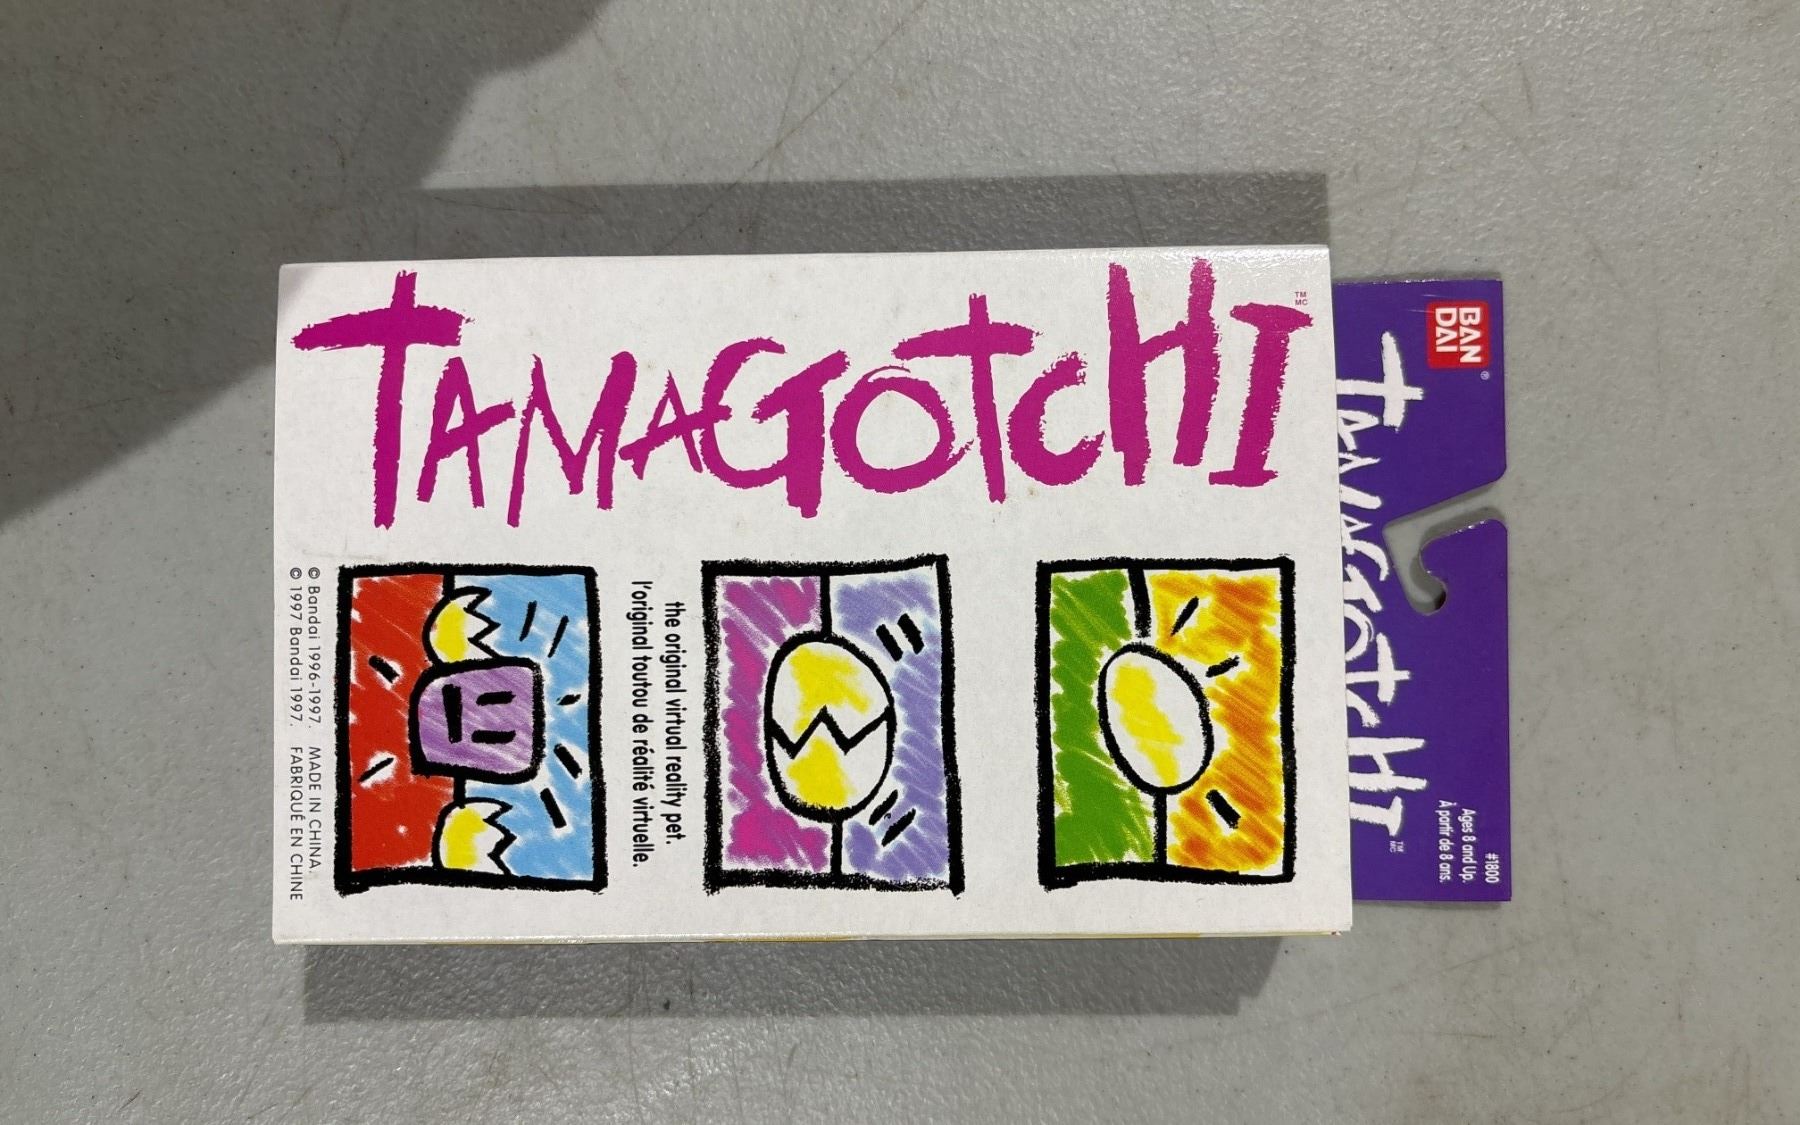 TAMAGOTCHI
TM
MC
BAN
DAI
®
TAMAGOTCHI
TM
MC
#1800
Ages 8 and Up.
À partir de 8 ans.
the original virtual reality pet.
l'original toutou de réalité virtuelle.
© Bandai 1996-1997. MADE IN CHINA.
© 1997 Bandai 1997. FABRIQUÉ EN CHINE